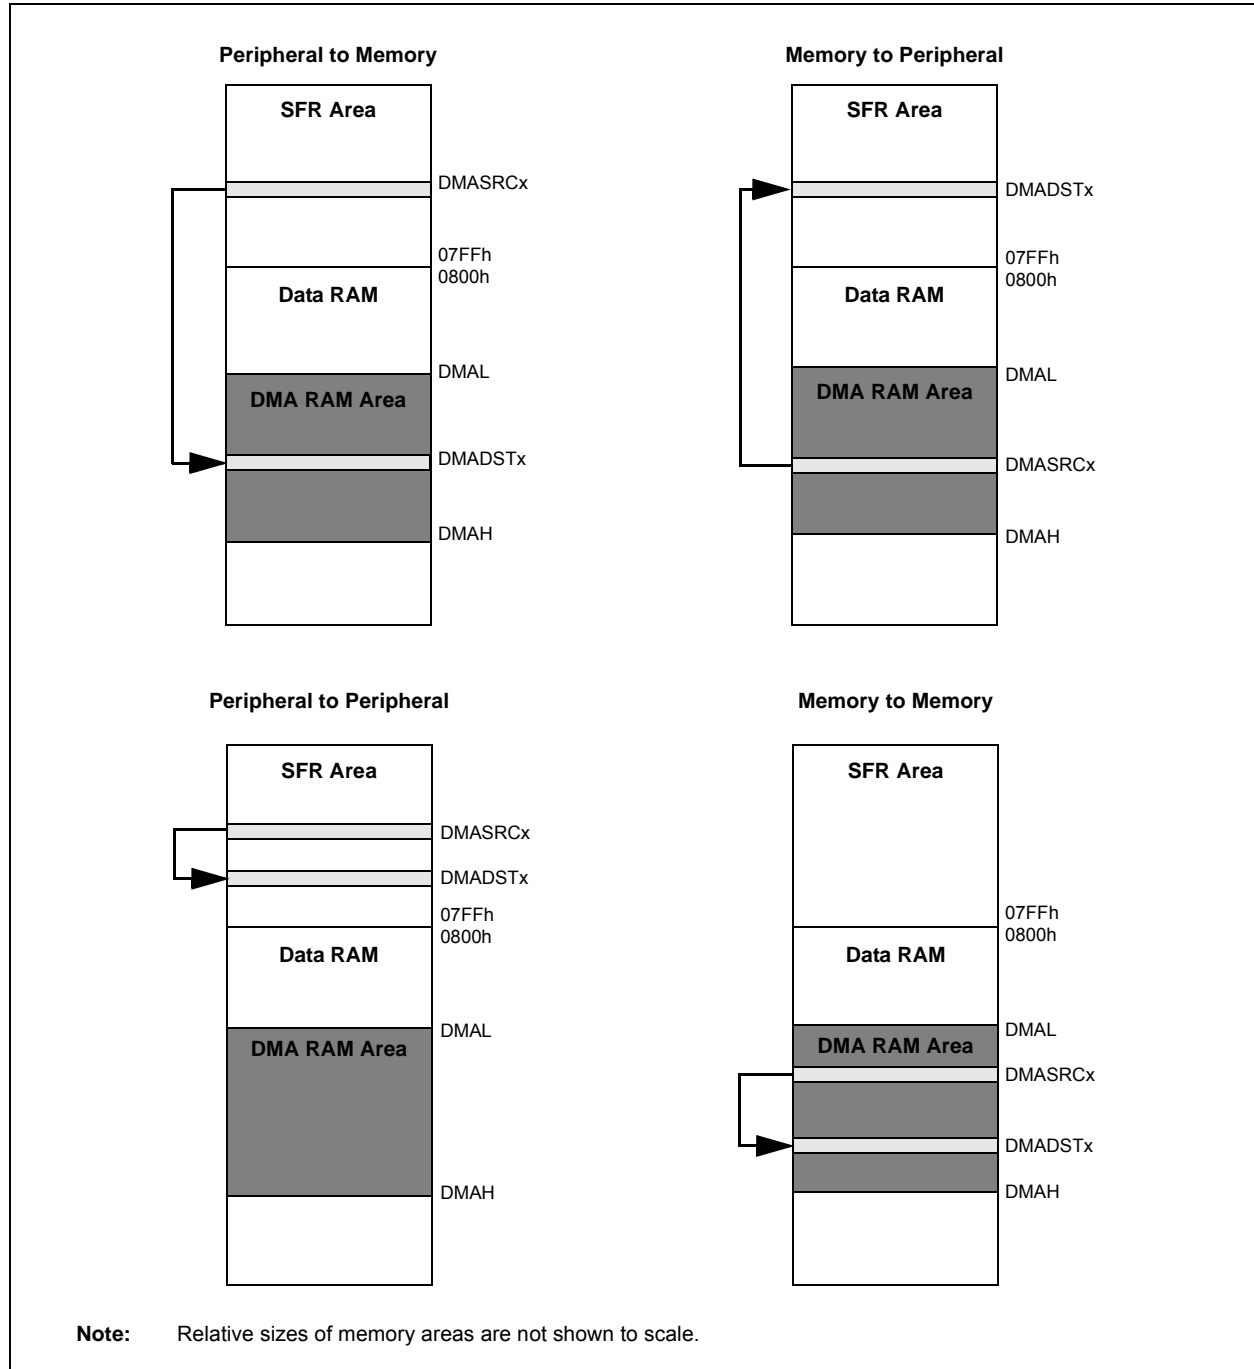 Peripheral to Memory
SFR Area
DMASRCx
07FFh
0800h
Data RAM
DMAL
DMA RAM Area
DMADSTx
DMAH
Memory to Peripheral
SFR Area
DMADSTx
07FFh
0800h
Data RAM
DMAL
DMA RAM Area
DMASRCx
DMAH
Peripheral to Peripheral
SFR Area
DMASRCx
DMADSTx
07FFh
0800h
Data RAM
DMAL
DMA RAM Area
DMAH
Memory to Memory
SFR Area
07FFh
0800h
Data RAM
DMAL
DMA RAM Area
DMASRCx
DMADSTx
DMAH
Note: Relative sizes of memory areas are not shown to scale.